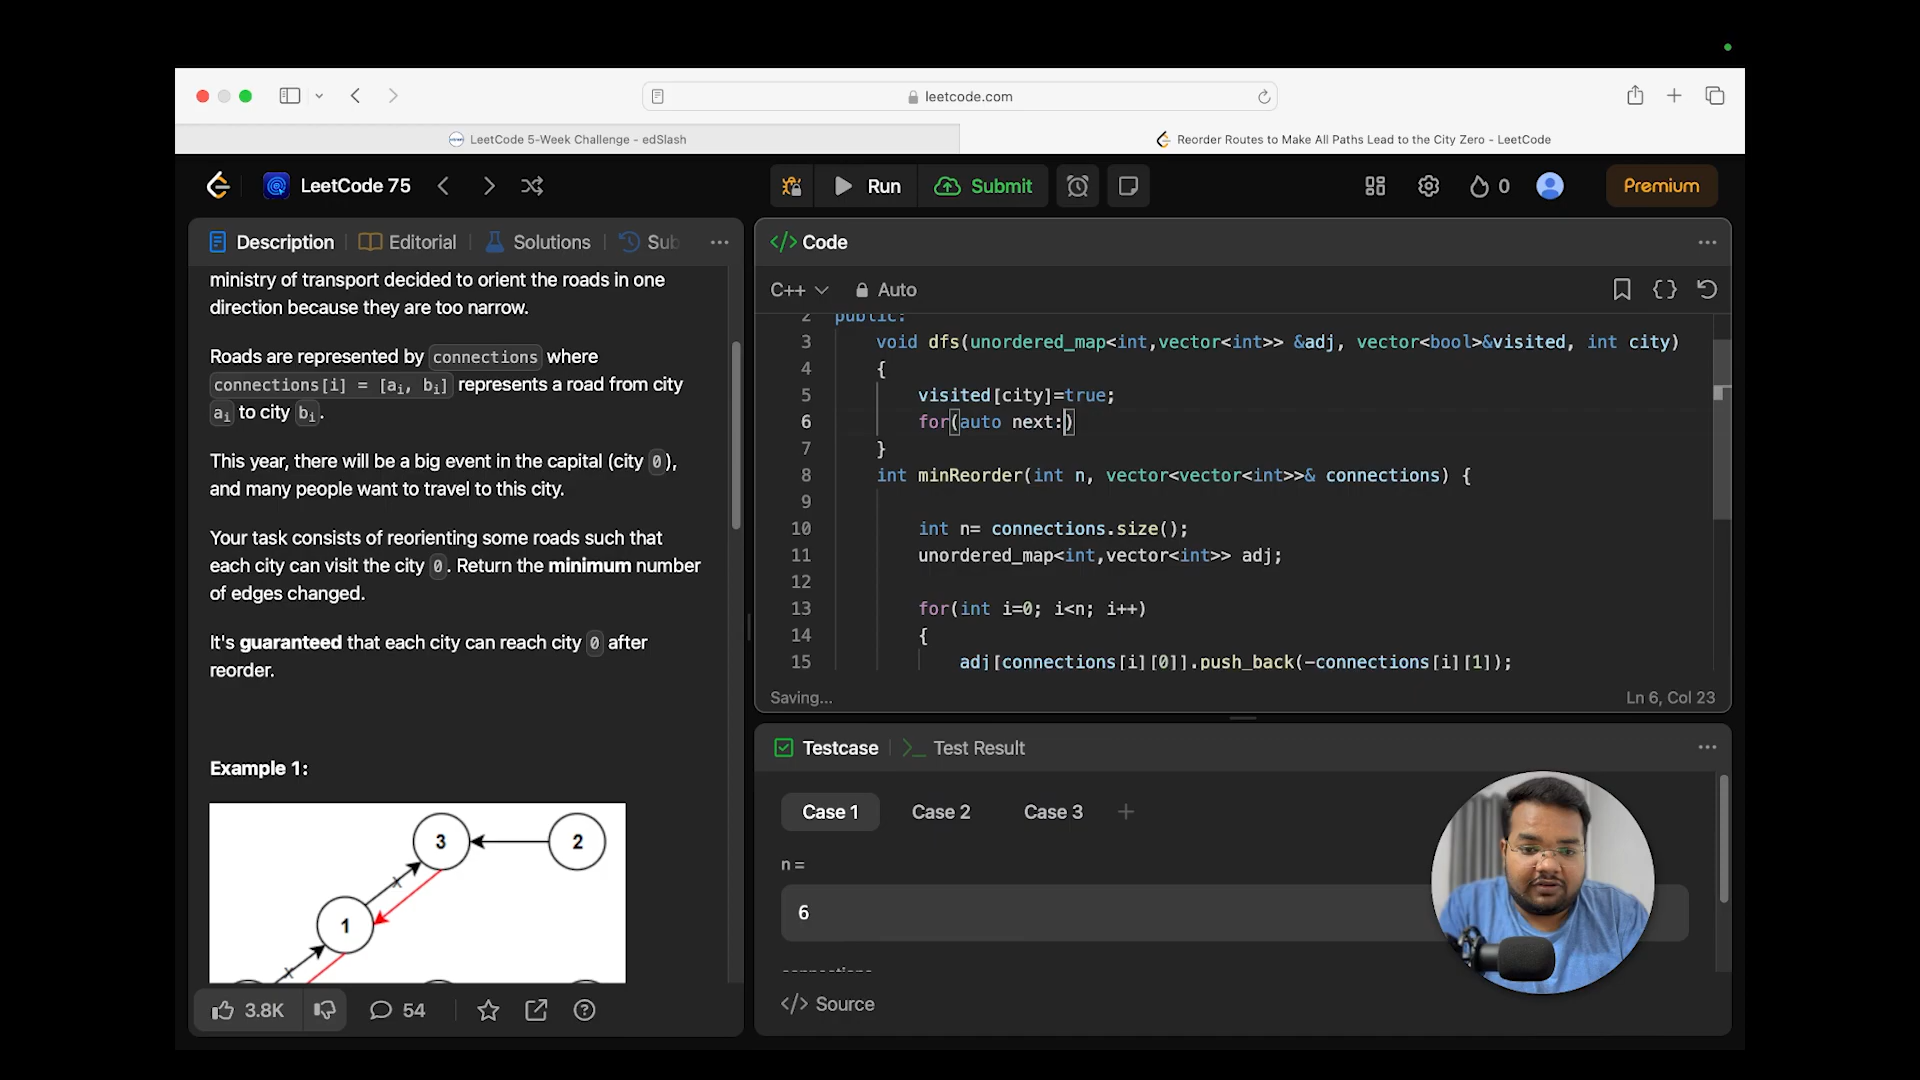 leetcode.com
LeetCode 5-Week Challenge - edSlash
Reorder Routes to Make All Paths Lead to the City Zero - LeetCode
LeetCode 75
Run
Submit
0
Premium
Description
Editorial
Solutions
Sub
ministry of transport decided to orient the roads in one
direction because they are too narrow.
Roads are represented by connections where
connections[i] = [ai, bi] represents a road from city
ai to city bi.
This year, there will be a big event in the capital (city 0),
and many people want to travel to this city.
Your task consists of reorienting some roads such that
each city can visit the city 0. Return the minimum number
of edges changed.
It's guaranteed that each city can reach city 0 after
reorder.
Example 1:
3
2
1
3.8K
54
</> Code
C++
Auto
2 public:
3 void dfs(unordered_map<int,vector<int>> &adj, vector<bool>&visited, int city)
4 {
5 visited[city]=true;
6 for(auto next:)
7 }
8 int minReorder(int n, vector<vector<int>>& connections) {
9
10 int n= connections.size();
11 unordered_map<int,vector<int>> adj;
12
13 for(int i=0; i<n; i++)
14 {
15 adj[connections[i][0]].push_back(-connections[i][1]);
Saving...
Ln 6, Col 23
Testcase
Test Result
Case 1
Case 2
Case 3
n =
6
</> Source